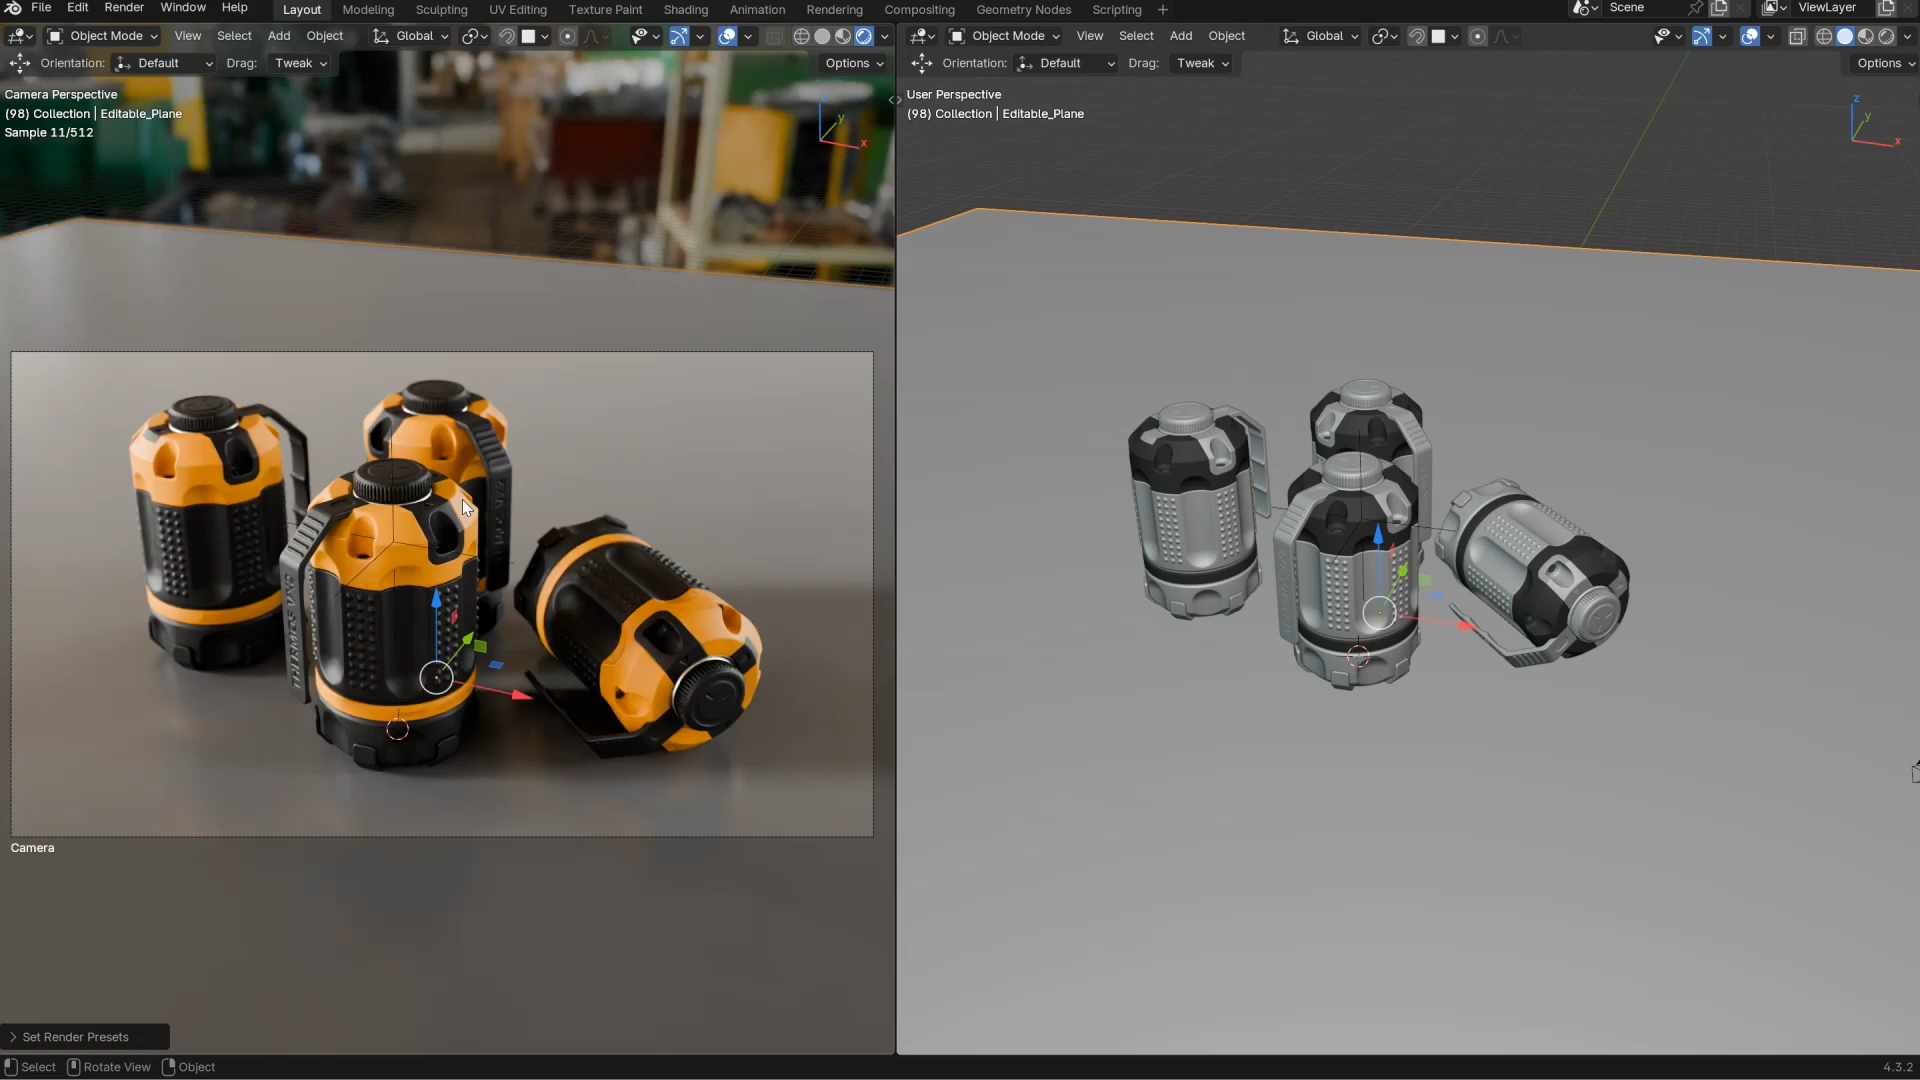 File Edit Render Window Help Layout Modeling Sculpting UV Editing Texture Paint Shading Animation Rendering Compositing Geometry Nodes Scripting + Scene ViewLayer
Object Mode View Select Add Object Global
Object Mode View Select Add Object Global
Orientation: Default Drag: Tweak Options
Orientation: Default Drag: Tweak Options
Camera Perspective
(98) Collection | Editable_Plane
Sample 11/512
User Perspective
(98) Collection | Editable_Plane
z
y
x
z
y
x
THERMOSNADE
Camera
Set Render Presets
Select Rotate View Object
4.3.2